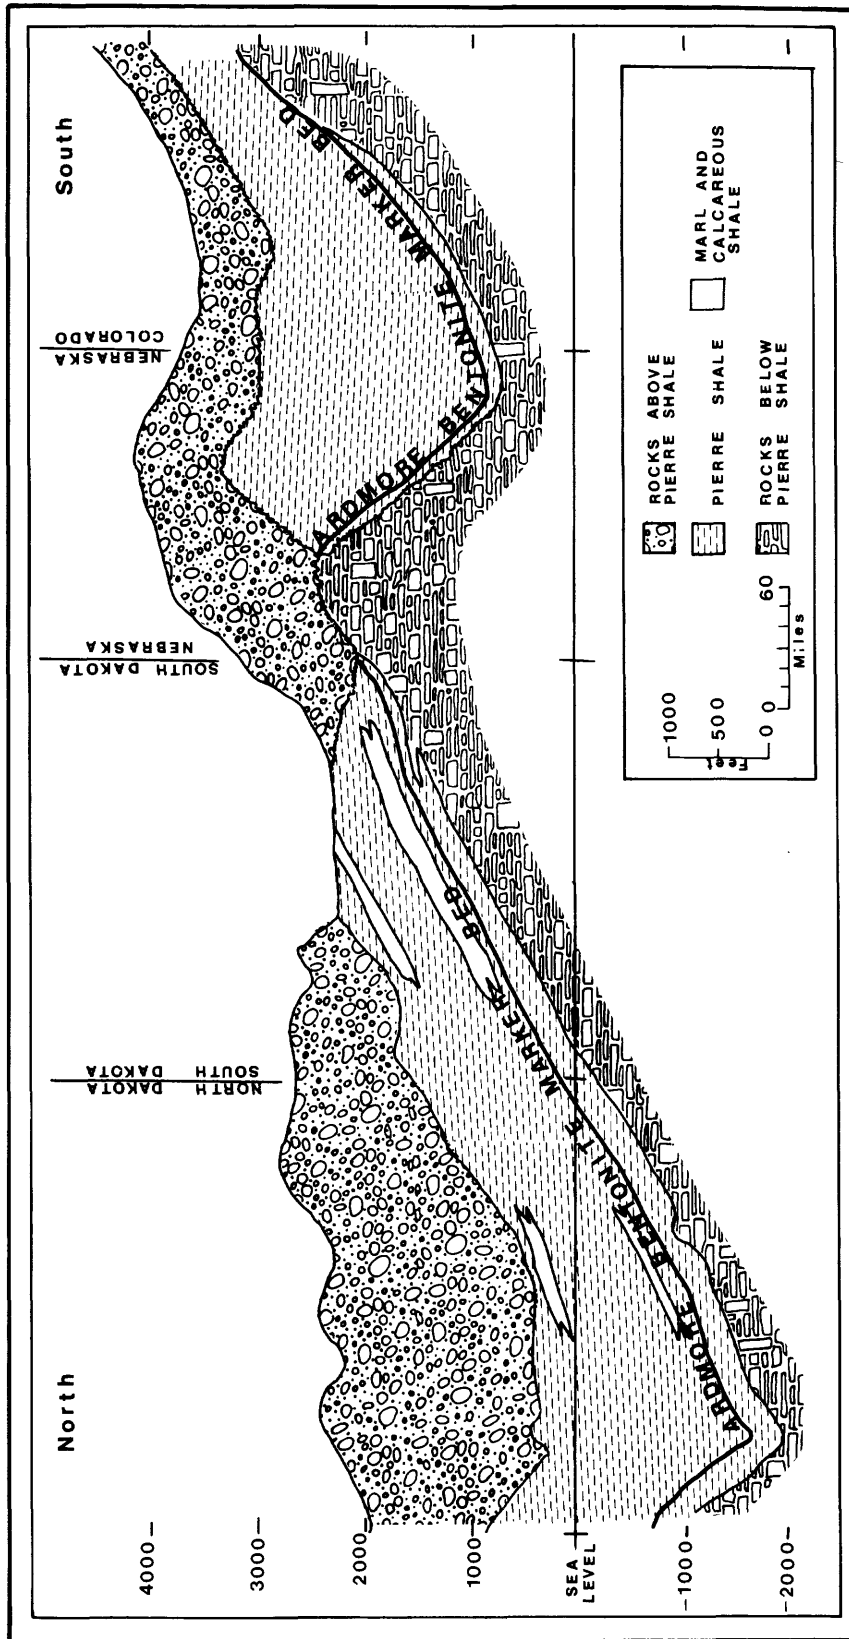 North
South
NORTH DAKOTA
SOUTH DAKOTA
SOUTH DAKOTA
NEBRASKA
NEBRASKA
COLORADO
4000
3000
2000
1000
SEA LEVEL
-1000
-2000
ARDMORE BENTONITE MARKER BED
ARDMORE BENTONITE MARKER BED
ROCKS ABOVE
PIERRE SHALE
PIERRE SHALE
ROCKS BELOW
PIERRE SHALE
MARL AND
CALCAREOUS
SHALE
1000
500
0
Feet
0
60
Miles